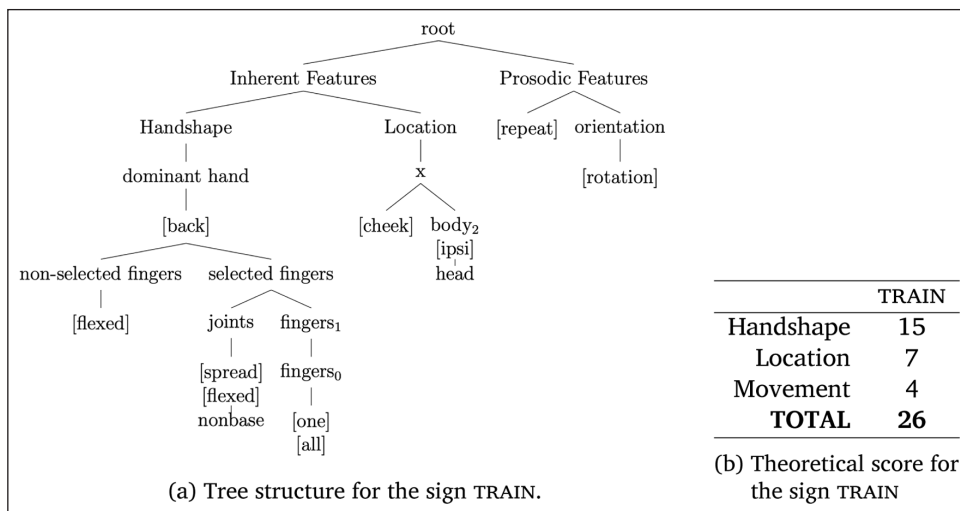 root
Inherent Features Prosodic Features
Handshape Location [repeat] orientation
dominant hand x [rotation]
[back] [cheek] body₂
[ipsi]
non-selected fingers selected fingers head
[flexed] joints fingers₁
[spread] fingers₀
[flexed]
nonbase [one]
[all]
(a) Tree structure for the sign TRAIN.
TRAIN
Handshape 15
Location 7
Movement 4
TOTAL 26
(b) Theoretical score for
the sign TRAIN